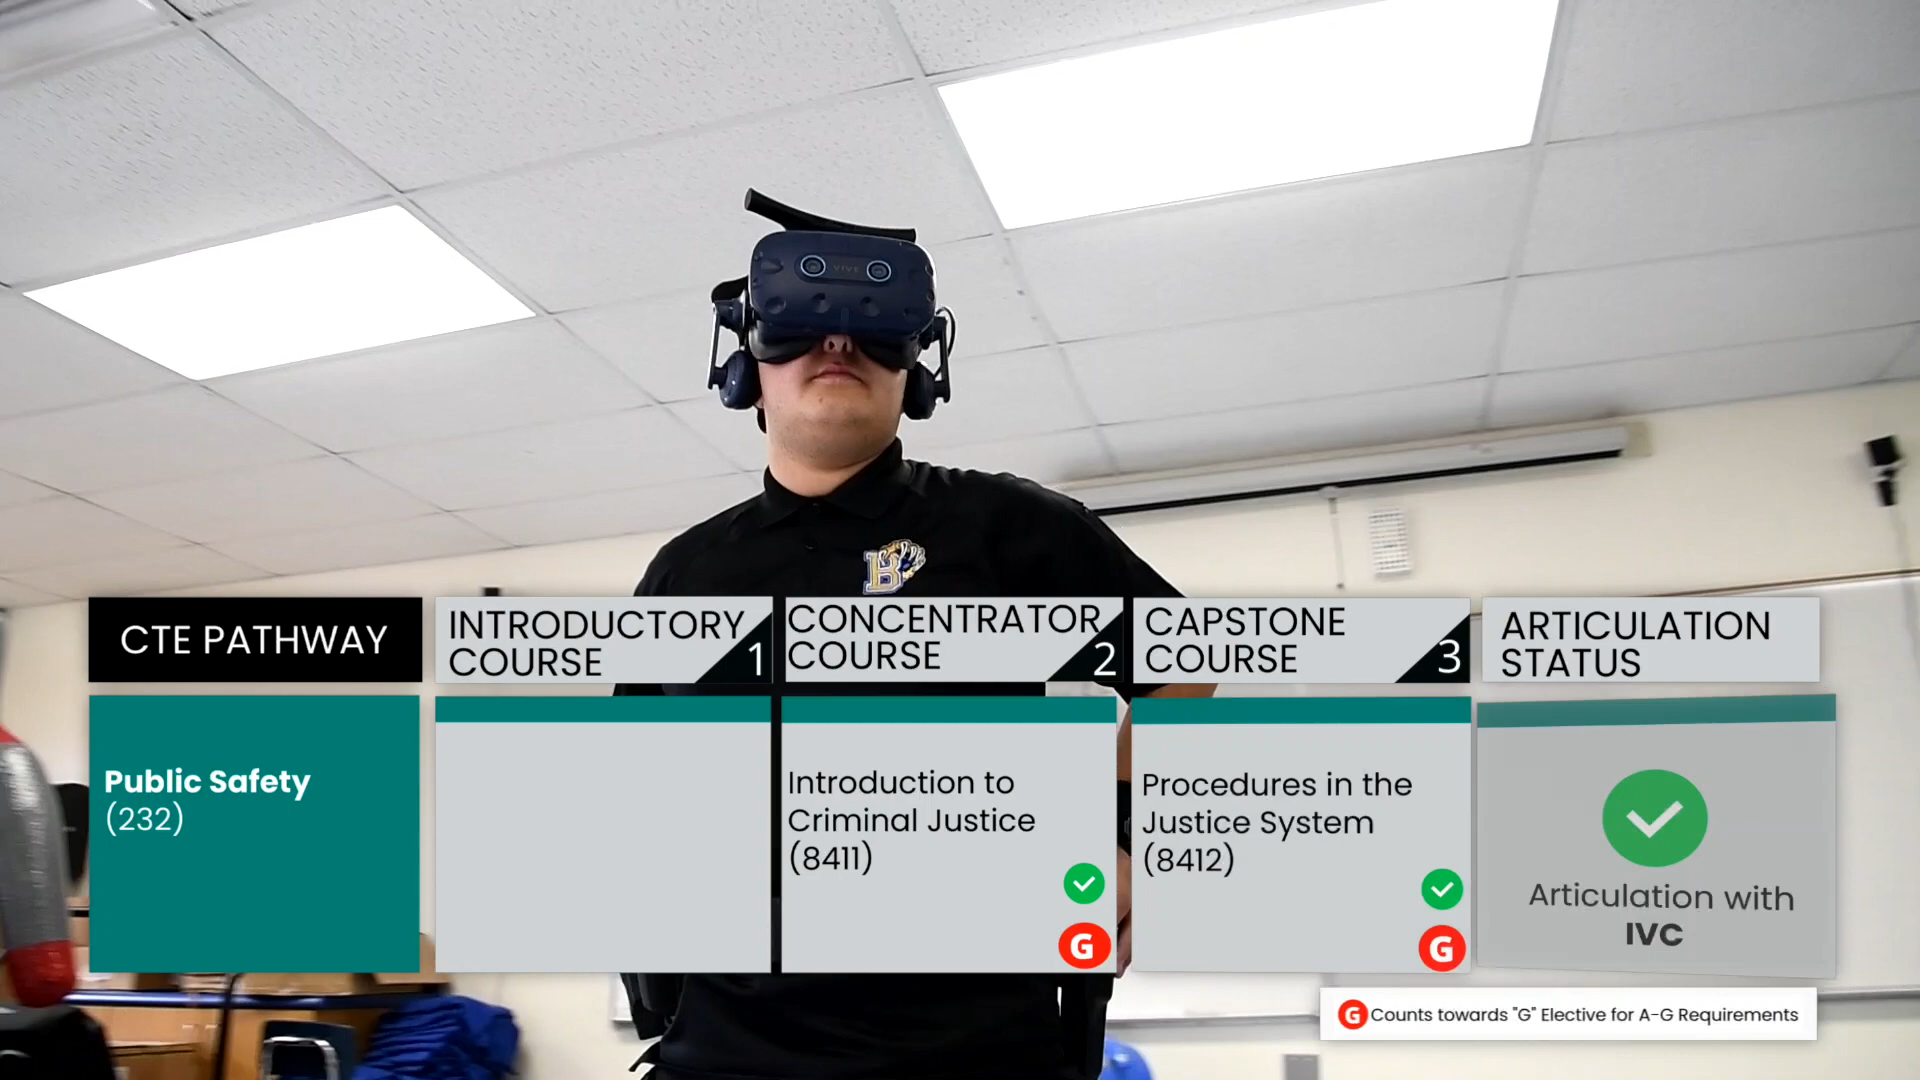 VIVE
B
CTE PATHWAY
INTRODUCTORY
COURSE
1
CONCENTRATOR
COURSE
2
CAPSTONE
COURSE
3
ARTICULATION
STATUS
Public Safety
(232)
Introduction to
Criminal Justice
(8411)
G
Procedures in the
Justice System
(8412)
G
Articulation with
IVC
G Counts towards "G" Elective for A-G Requirements